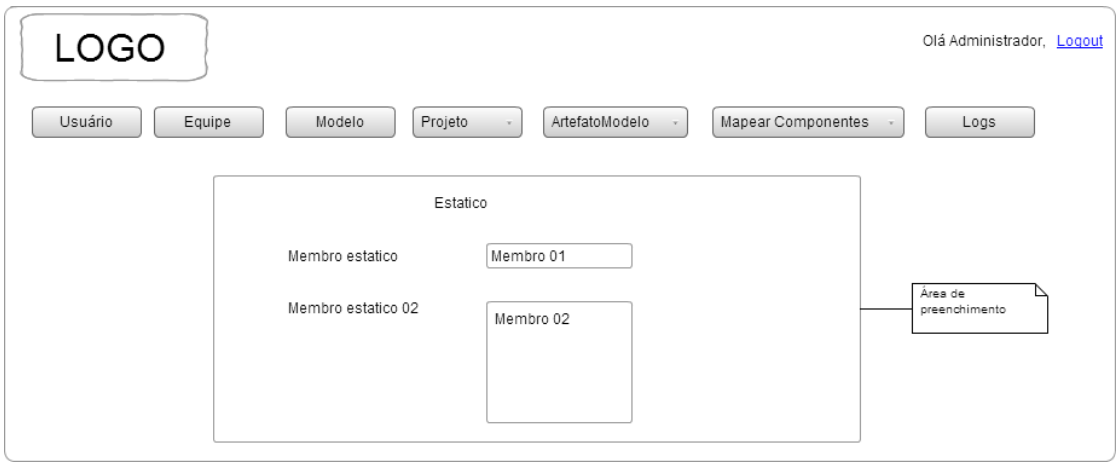 LOGO
Olá Administrador, Logout
Usuário Equipe Modelo Projeto ArtefatoModelo Mapear Componentes Logs
Estatico
Membro estatico Membro 01
Membro estatico 02 Membro 02
Área de
preenchimento